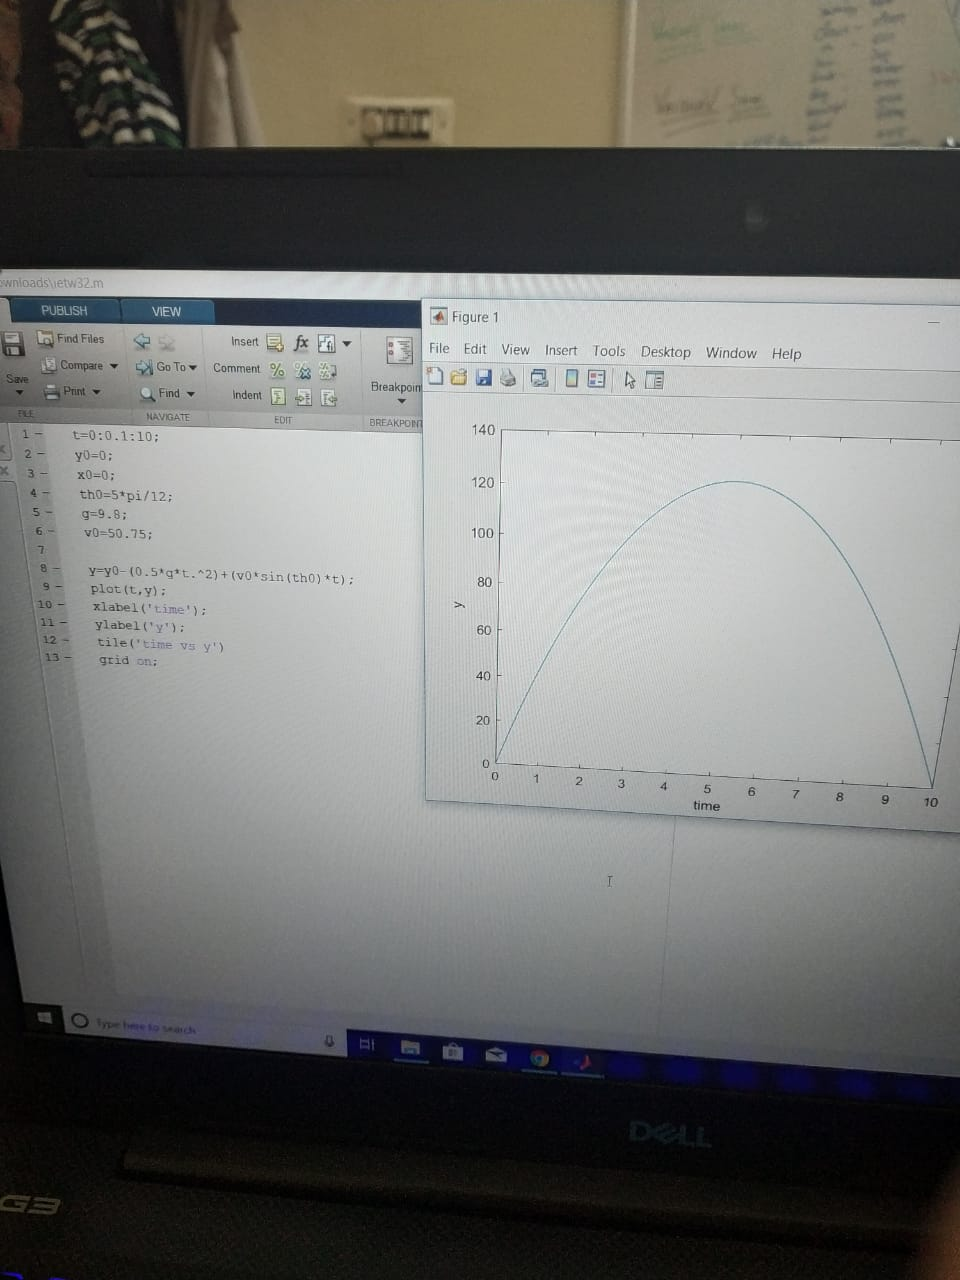 ownloads\ietw32.m
PUBLISH VIEW
Find Files
Compare
Print
Save
FILE
Go To
Find
NAVIGATE
Insert fx
Comment
Indent
EDIT
Breakpoin
BREAKPOINT
1 - t=0:0.1:10;
2 - y0=0;
3 - x0=0;
4 - th0=5*pi/12;
5 - g=9.8;
6 - v0=50.75;
7
8 - y=y0-(0.5*g*t.^2)+(v0*sin(th0)*t);
9 - plot(t,y);
10 - xlabel('time');
11 - ylabel('y');
12 - tile('time vs y')
13 - grid on;
Figure 1
File Edit View Insert Tools Desktop Window Help
140
120
100
80
60
40
20
0
y
0 1 2 3 4 5 6 7 8 9 10
time
Type here to search
DELL
G3